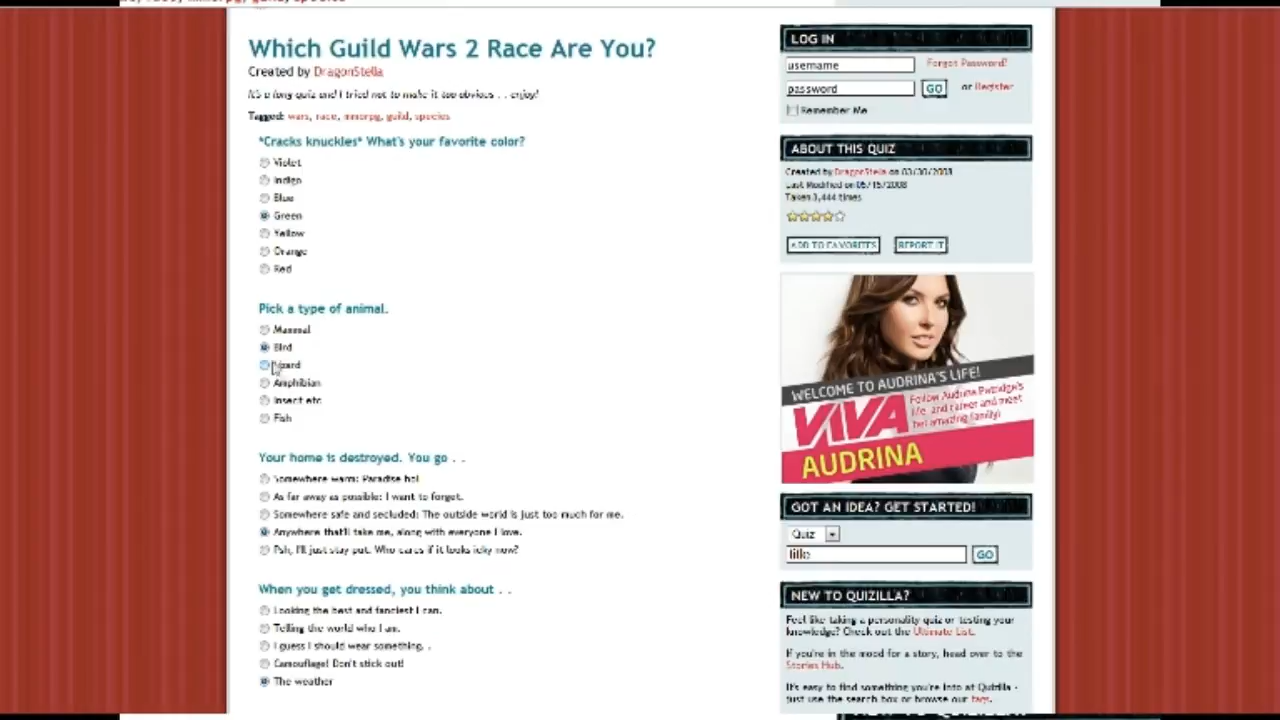 Which Guild Wars 2 Race Are You?
Created by DragonStella
It's a long quiz and I tried not to make it too obvious . . enjoy!
Tagged: wars, race, mmorpg, guild, species
*Cracks knuckles* What's your favorite color?
Violet
Indigo
Blue
Green
Yellow
Orange
Red
Pick a type of animal.
Mammal
Bird
Lizard
Amphibian
Insect etc
Fish
Your home is destroyed. You go . .
Somewhere warm: Paradise ho!
As far away as possible: I want to forget.
Somewhere safe and secluded: The outside world is just too much for me.
Anywhere that'll take me, along with everyone I love.
Psh, I'll just stay put. Who cares if it looks icky now?
When you get dressed, you think about . .
Looking the best and fanciest I can.
Telling the world who I am.
I guess I should wear something. .
Camouflage! Don't stick out!
The weather
LOG IN
username Forgot Password?
password GO or Register
Remember Me
ABOUT THIS QUIZ
Created by DragonStella on 03/30/2008
Last Modified on 05/15/2008
Taken 3,444 times
ADD TO FAVORITES REPORT IT
WELCOME TO AUDRINA'S LIFE!
VIVA
Follow Audrina Patridge's
life, and career and meet
her amazing family!
AUDRINA
GOT AN IDEA? GET STARTED!
Quiz
title GO
NEW TO QUIZILLA?
Feel like taking a personality quiz or testing your
knowledge? Check out the Ultimate List.
If you're in the mood for a story, head over to the
Stories Hub.
It's easy to find something you're into at Quizilla -
just use the search box or browse our tags.